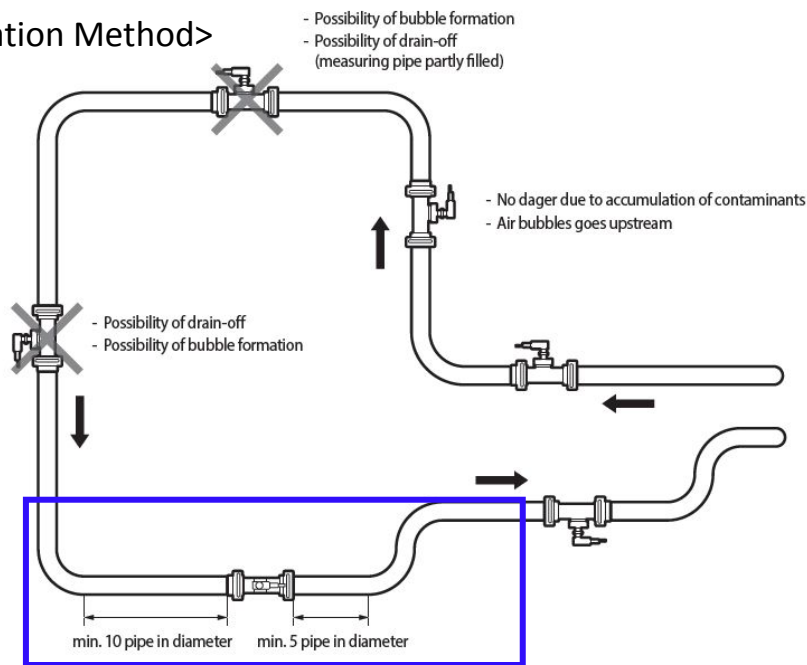 ation Method>
- Possibility of bubble formation
- Possibility of drain-off
(measuring pipe partly filled)
- No dager due to accumulation of contaminants
- Air bubbles goes upstream
- Possibility of drain-off
- Possibility of bubble formation
min. 10 pipe in diameter
min. 5 pipe in diameter